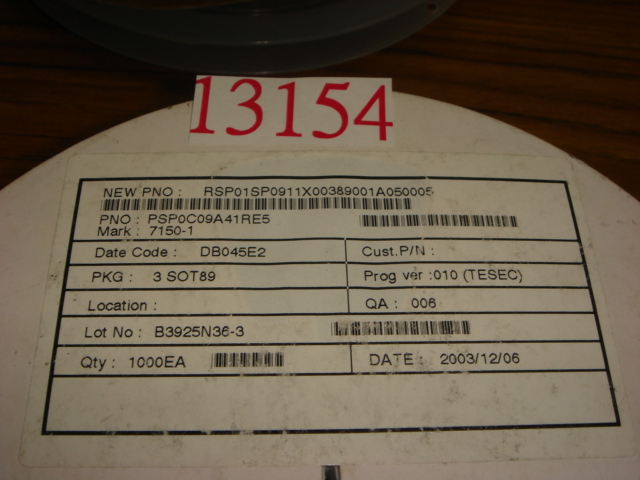 13154
NEW PNO : RSP01SP0911X00389001A050005
PNO : PSP0C09A41RE5
Mark : 7150-1
Date Code : DB045E2 Cust.P/N :
PKG : 3 SOT89 Prog ver :010 (TESEC)
Location : QA : 006
Lot No : B3925N36-3
Qty : 1000EA DATE : 2003/12/06